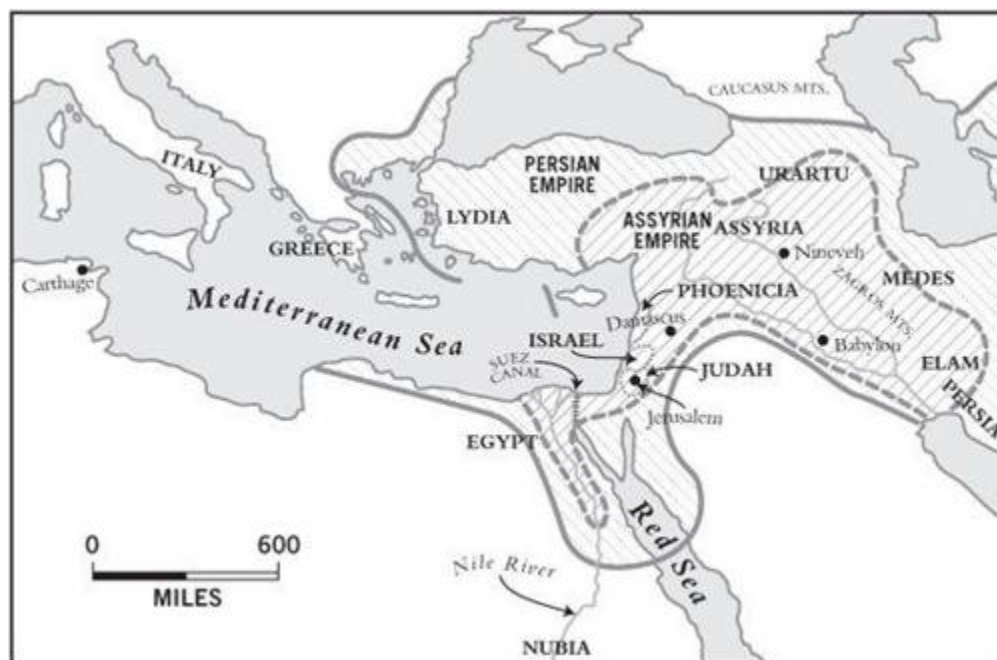 CAUCASUS MTS.
PERSIAN
EMPIRE
URARTU
ITALY
LYDIA
ASSYRIAN
EMPIRE
ASSYRIA
GREECE
Nineveh
Carthage
MEDES
ZAGROS MTS.
PHOENICIA
Mediterranean Sea
Damascus
ISRAEL
Babylon
SUEZ
CANAL
JUDAH
ELAM
PERSIA
Jerusalem
EGYPT
Red Sea
0 600
MILES
Nile River
NUBIA